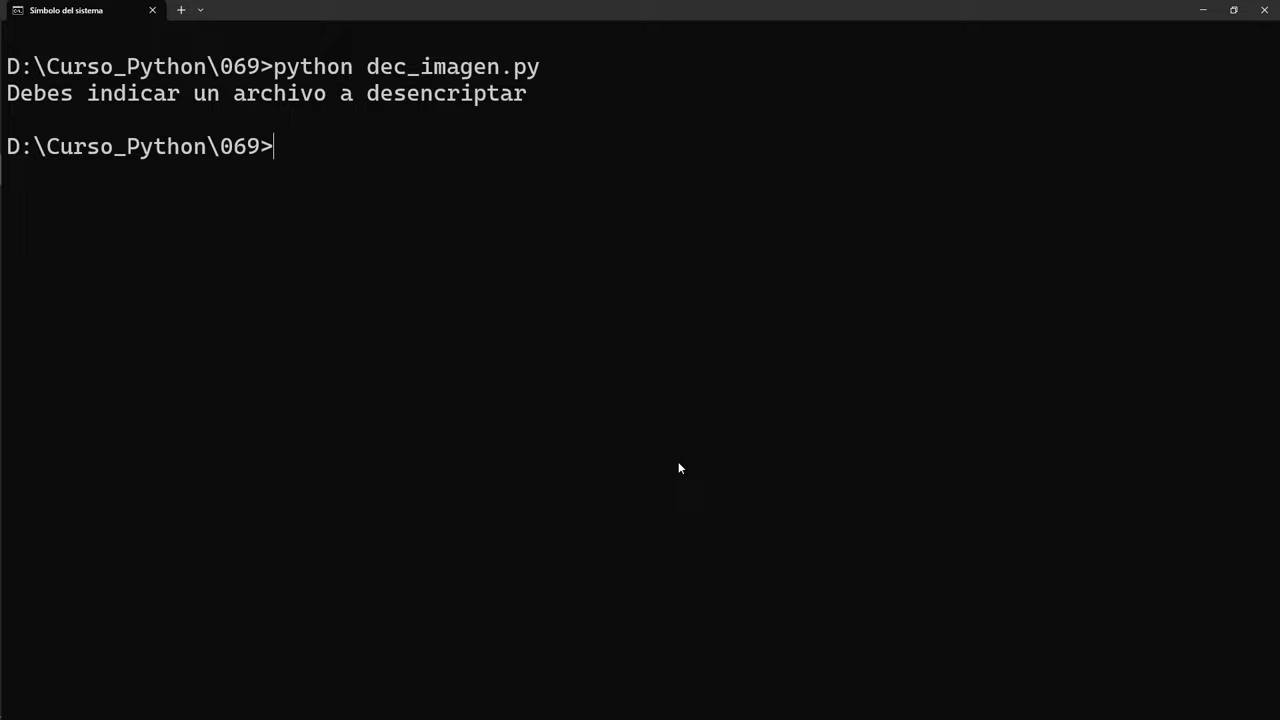 Símbolo del sistema
D:\Curso_Python\069>python dec_imagen.py
Debes indicar un archivo a desencriptar
D:\Curso_Python\069>